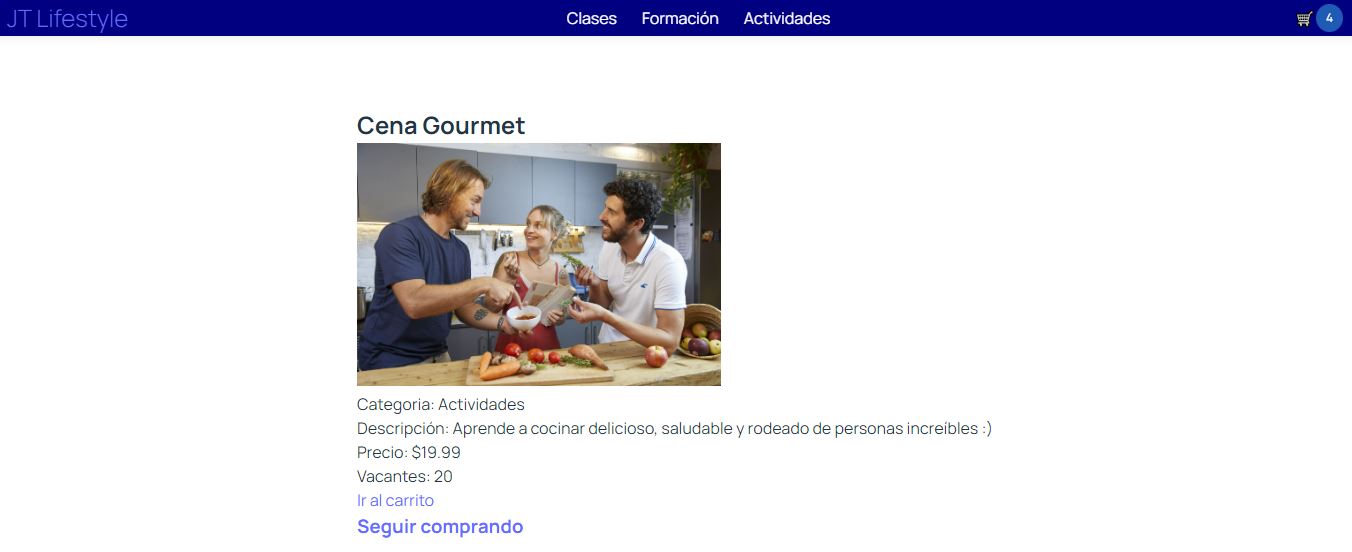 JT Lifestyle
Clases Formación Actividades
4
Cena Gourmet
Categoria: Actividades
Descripción: Aprende a cocinar delicioso, saludable y rodeado de personas increíbles :)
Precio: $19.99
Vacantes: 20
Ir al carrito
Seguir comprando